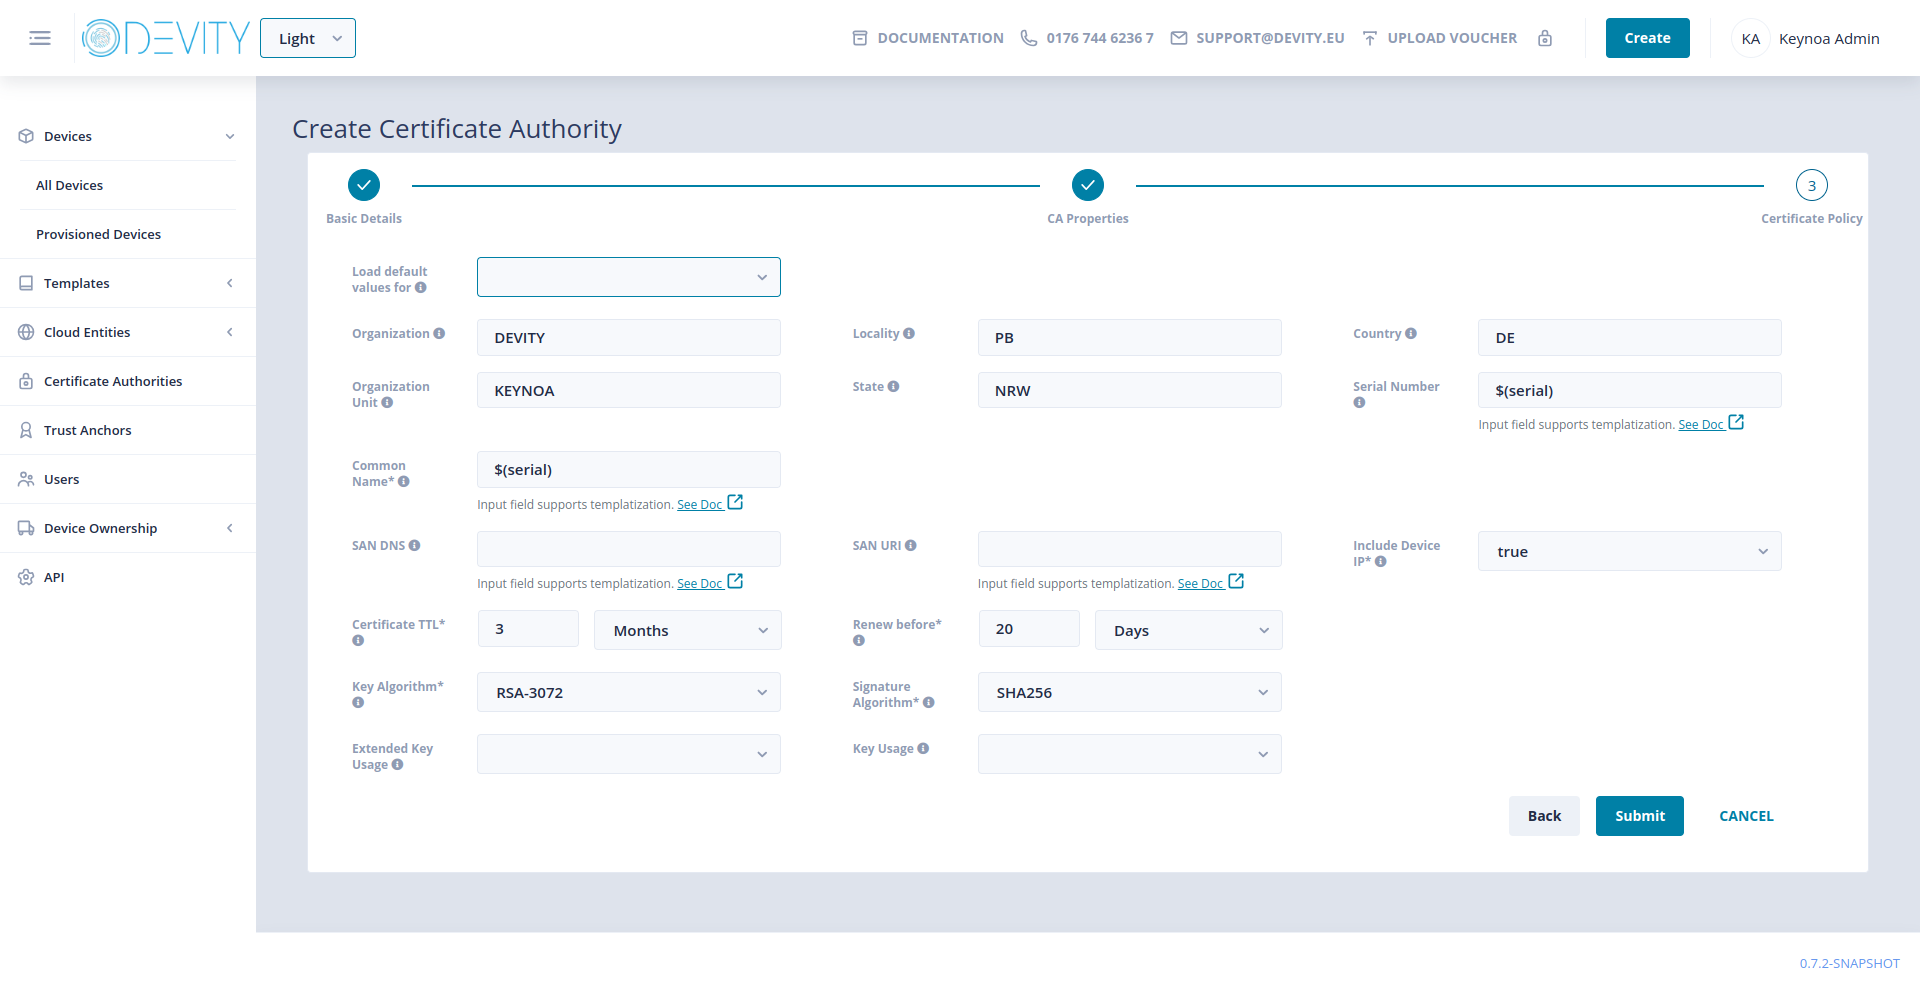 DEVITY
Light
DOCUMENTATION
0176 744 6236 7
SUPPORT@DEVITY.EU
UPLOAD VOUCHER
Create
KA
Keynoa Admin
Devices
All Devices
Provisioned Devices
Templates
Cloud Entities
Certificate Authorities
Trust Anchors
Users
Device Ownership
API
Create Certificate Authority
Basic Details
CA Properties
3
Certificate Policy
Load default
values for
Organization
DEVITY
Locality
PB
Country
DE
Organization
Unit
KEYNOA
State
NRW
Serial Number
$(serial)
Input field supports templatization. See Doc
Common
Name*
$(serial)
Input field supports templatization. See Doc
SAN DNS
Input field supports templatization. See Doc
SAN URI
Input field supports templatization. See Doc
Include Device
IP*
true
Certificate TTL*
3
Months
Renew before*
20
Days
Key Algorithm*
RSA-3072
Signature
Algorithm*
SHA256
Extended Key
Usage
Key Usage
Back
Submit
CANCEL
0.7.2-SNAPSHOT